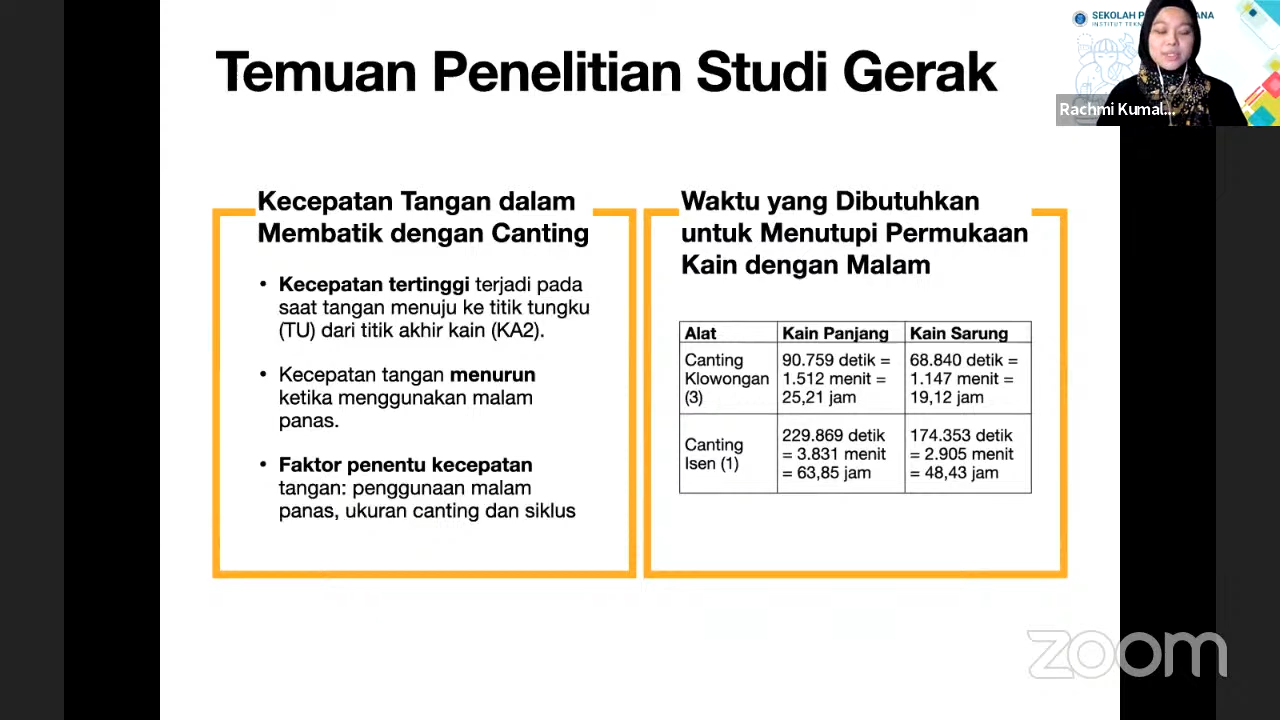 Temuan Penelitian Studi Gerak
SEKOLAH P
INSTITUT
Rachmi Kumal...
Kecepatan Tangan dalam
Membatik dengan Canting
• Kecepatan tertinggi terjadi pada
saat tangan menuju ke titik tungku
(TU) dari titik akhir kain (KA2).
• Kecepatan tangan menurun
ketika menggunakan malam
panas.
• Faktor penentu kecepatan
tangan: penggunaan malam
panas, ukuran canting dan siklus
Waktu yang Dibutuhkan
untuk Menutupi Permukaan
Kain dengan Malam
Alat Kain Panjang Kain Sarung
Canting 90.759 detik = 68.840 detik =
Klowongan 1.512 menit = 1.147 menit =
(3) 25,21 jam 19,12 jam
Canting 229.869 detik 174.353 detik
Isen (1) = 3.831 menit = 2.905 menit
= 63,85 jam = 48,43 jam
zoom